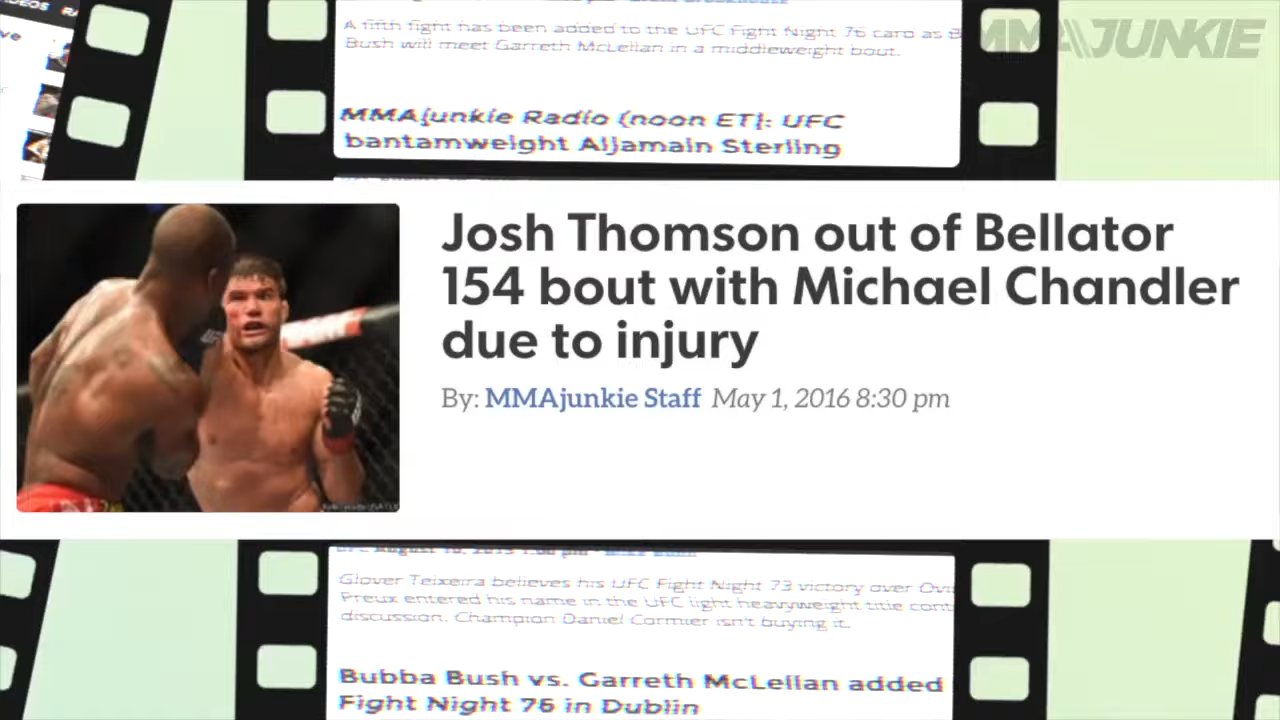 A fifth fight has been added to the UFC Fight Night 76 card as
Bush will meet Garreth McLellan in a middleweight bout.
MMAJUNKIE
MMAjunkie Radio (noon ET): UFC
bantamweight Aljamain Sterling
Josh Thomson out of Bellator
154 bout with Michael Chandler
due to injury
By: MMAjunkie Staff May 1, 2016 8:30 pm
Glover Teixeira believes his UFC Fight Night 73 victory over
Preux entered his name in the UFC light heavyweight title
discussion. Champion Daniel Cormier isn't buying it.
Bubba Bush vs. Garreth McLellan added
Fight Night 76 in Dublin